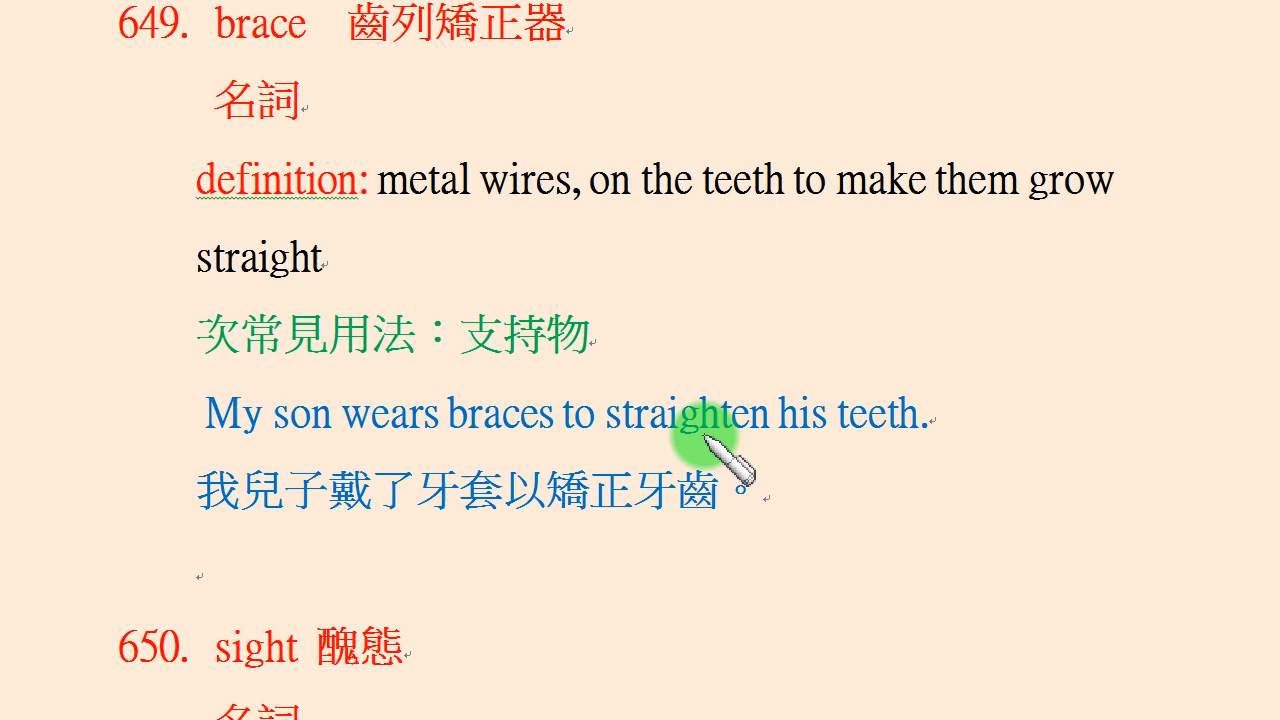 649. brace 齒列矯正器
名詞
definition: metal wires, on the teeth to make them grow
straight
次常見用法：支持物
My son wears braces to straighten his teeth.
我兒子戴了牙套以矯正牙齒。
650. sight 醜態
名詞